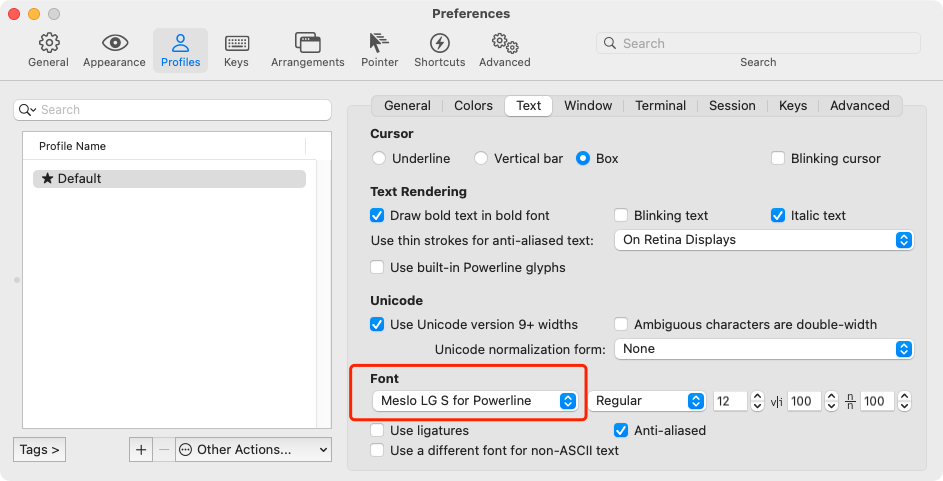 Preferences
General Appearance Profiles Keys Arrangements Pointer Shortcuts Advanced Search
Search
Search
Profile Name
★ Default
Tags >
+ − Other Actions...
General Colors Text Window Terminal Session Keys Advanced
Cursor
Underline Vertical bar Box Blinking cursor
Text Rendering
Draw bold text in bold font Blinking text Italic text
Use thin strokes for anti-aliased text: On Retina Displays
Use built-in Powerline glyphs
Unicode
Use Unicode version 9+ widths Ambiguous characters are double-width
Unicode normalization form: None
Font
Meslo LG S for Powerline Regular 12 v|i 100 n/n 100
Use ligatures Anti-aliased
Use a different font for non-ASCII text